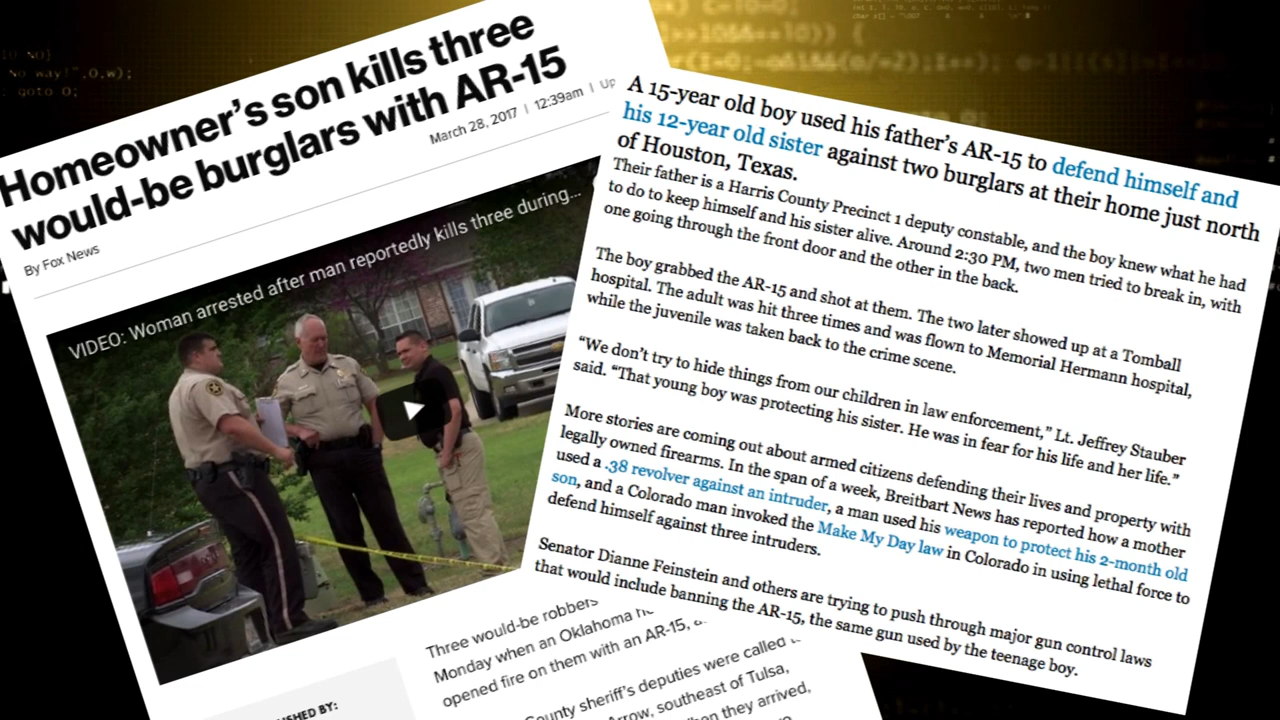 NO}
No way!",O,w);
goto O;
Homeowner's son kills three
would-be burglars with AR-15
March 28, 2017 | 12:39am |
By Fox News
VIDEO: Woman arrested after man reportedly kills three during...
Three would-be robbers
Monday when an Oklahoma
opened fire on them with an AR-15,
County sheriff's deputies were called
southeast of Tulsa,
they arrived,
BY:
A 15-year old boy used his father's AR-15 to defend himself and
his 12-year old sister against two burglars at their home just north
of Houston, Texas.
Their father is a Harris County Precinct 1 deputy constable, and the boy knew what he had
to do to keep himself and his sister alive. Around 2:30 PM, two men tried to break in, with
one going through the front door and the other in the back.
The boy grabbed the AR-15 and shot at them. The two later showed up at a Tomball
hospital. The adult was hit three times and was flown to Memorial Hermann hospital,
while the juvenile was taken back to the crime scene.
“We don’t try to hide things from our children in law enforcement,” Lt. Jeffrey Stauber
said. “That young boy was protecting his sister. He was in fear for his life and her life.”
More stories are coming out about armed citizens defending their lives and property with
legally owned firearms. In the span of a week, Breitbart News has reported how a mother
used a .38 revolver against an intruder, a man used his weapon to protect his 2-month old
son, and a Colorado man invoked the Make My Day law in Colorado in using lethal force to
defend himself against three intruders.
Senator Dianne Feinstein and others are trying to push through major gun control laws
that would include banning the AR-15, the same gun used by the teenage boy.